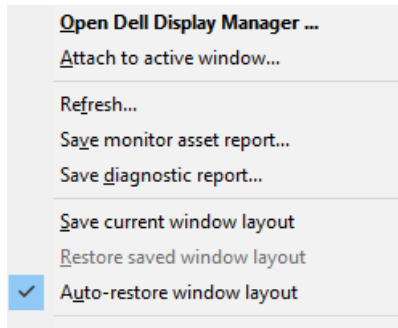 Open Dell Display Manager ...
Attach to active window...
Refresh...
Save monitor asset report...
Save diagnostic report...
Save current window layout
Restore saved window layout
Auto-restore window layout